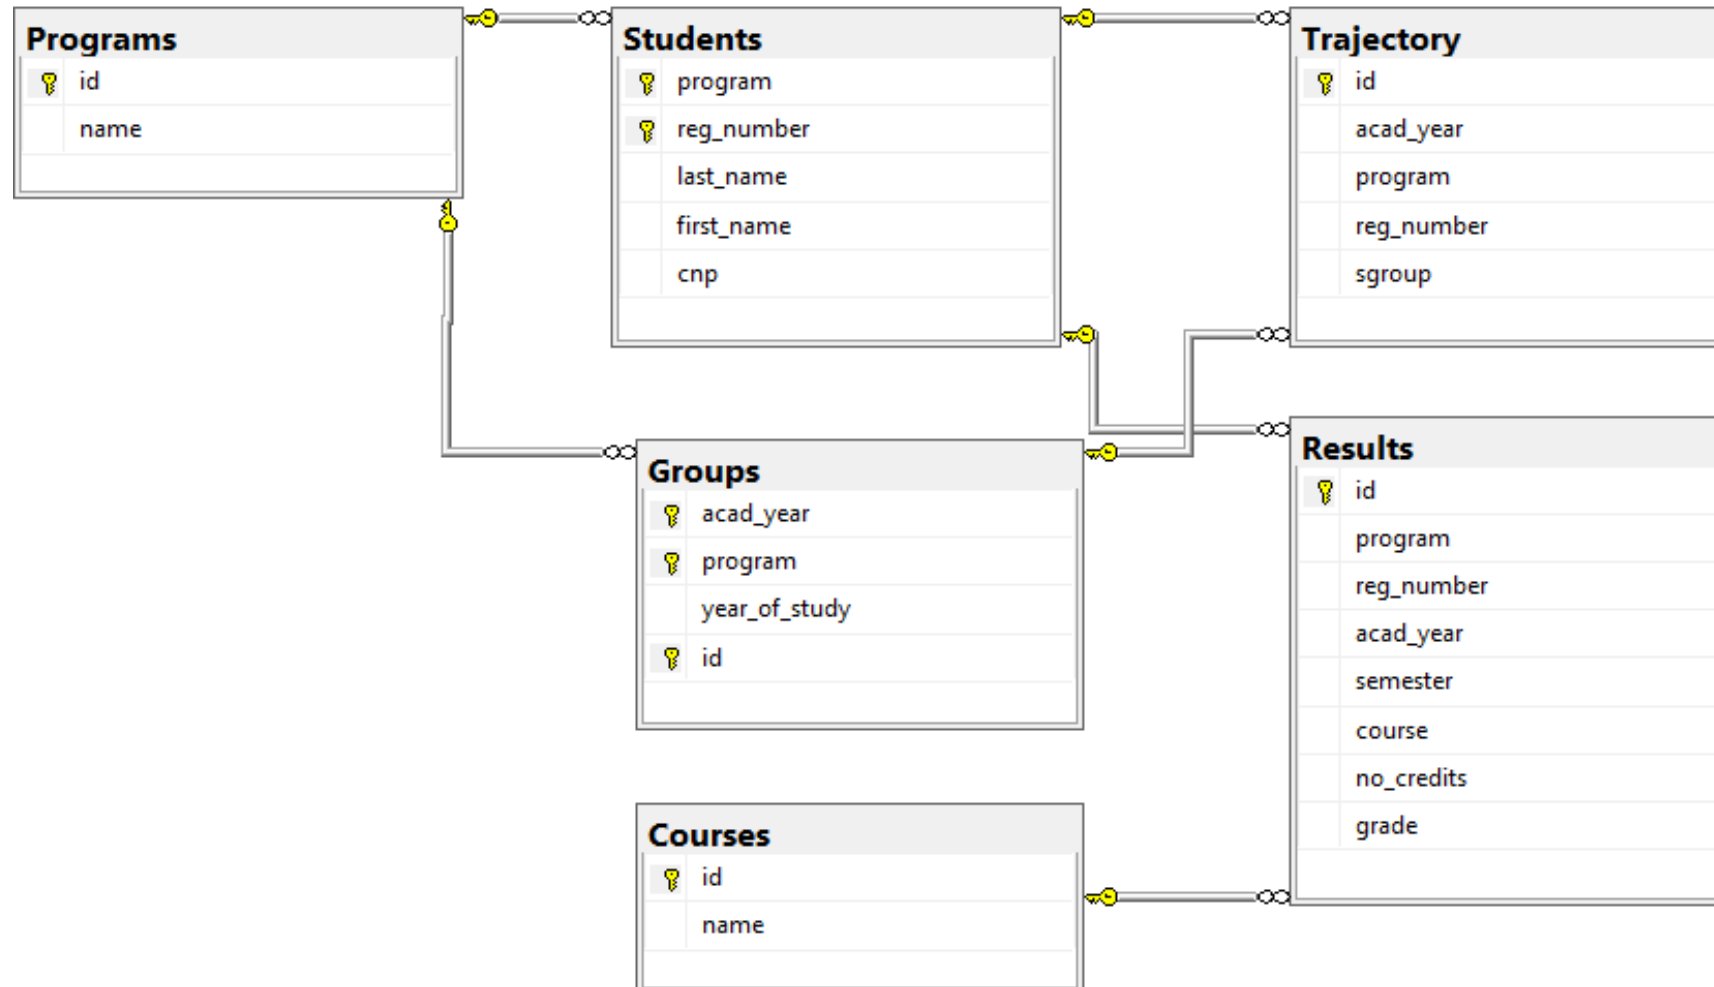 Programs
id
name
Students
program
reg_number
last_name
first_name
cnp
Trajectory
id
acad_year
program
reg_number
sgroup
Groups
acad_year
program
year_of_study
id
Results
id
program
reg_number
acad_year
semester
course
no_credits
grade
Courses
id
name